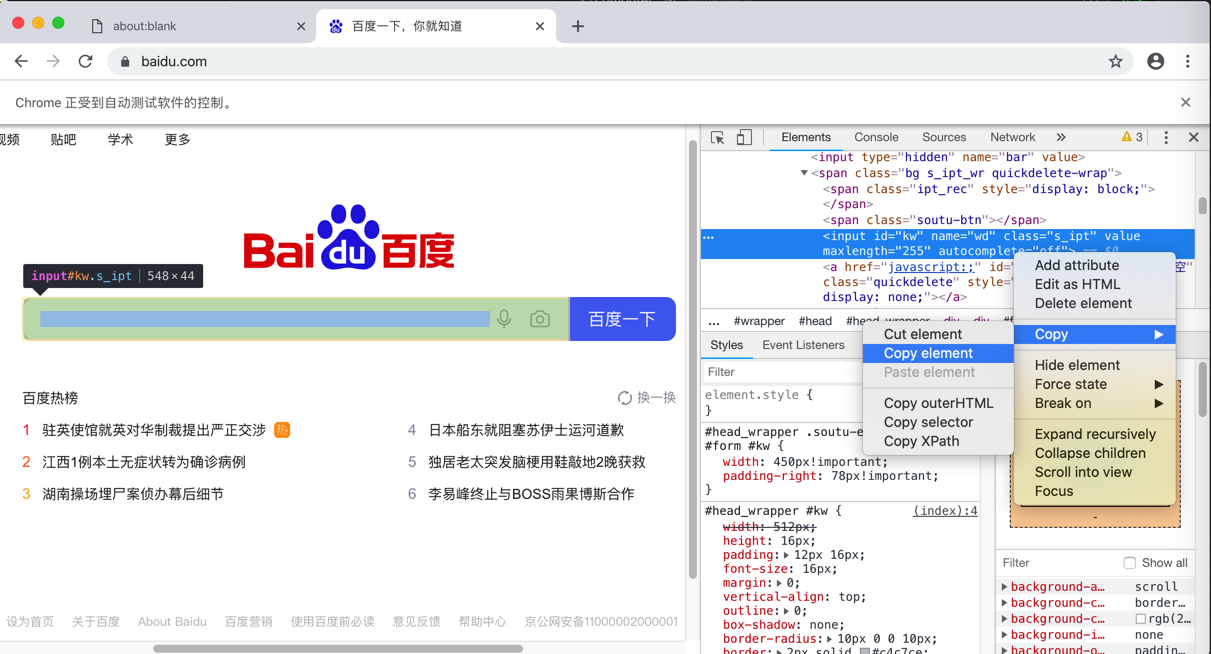 about:blank
百度一下，你就知道
baidu.com
Chrome 正受到自动测试软件的控制。
视频 贴吧 学术 更多
Bai du 百度
input#kw.s_ipt 548×44
百度一下
百度热榜
换一换
1 驻英使馆就英对华制裁提出严正交涉 热
4 日本船东就阻塞苏伊士运河道歉
2 江西1例本土无症状转为确诊病例
5 独居老太突发脑梗用鞋敲地2晚获救
3 湖南操场埋尸案侦办幕后细节
6 李易峰终止与BOSS雨果博斯合作
设为首页 关于百度 About Baidu 百度营销 使用百度前必读 意见反馈 帮助中心 京公网安备11000002000001
Elements Console Sources Network » 3
<input type="hidden" name="bar" value>
<span class="bg s_ipt_wr quickdelete-wrap">
<span class="ipt_rec" style="display: block;">
</span>
<span class="soutu-btn"></span>
<input id="kw" name="wd" class="s_ipt" value
maxlength="255" autocomplete="off"> == $0
<a href="javascript:;" id="
空"
class="quickdelete" style="
display: none;"></a>
... #wrapper #head #head_wrapper div div
Styles Event Listeners
Filter
element.style {
}
#head_wrapper .soutu-e
#form #kw {
width: 450px!important;
padding-right: 78px!important;
}
#head_wrapper #kw { (index):4
width: 512px;
height: 16px;
padding: 12px 16px;
font-size: 16px;
margin: 0;
vertical-align: top;
outline: 0;
box-shadow: none;
border-radius: 10px 0 0 10px;
border: 2px solid #c4c7ce;
Add attribute
Edit as HTML
Delete element
Copy
Hide element
Force state
Break on
Expand recursively
Collapse children
Scroll into view
Focus
Cut element
Copy element
Paste element
Copy outerHTML
Copy selector
Copy XPath
-
Filter Show all
background-a… scroll
background-c… border…
background-c… rgb(2…
background-i… none
background-o… paddin…